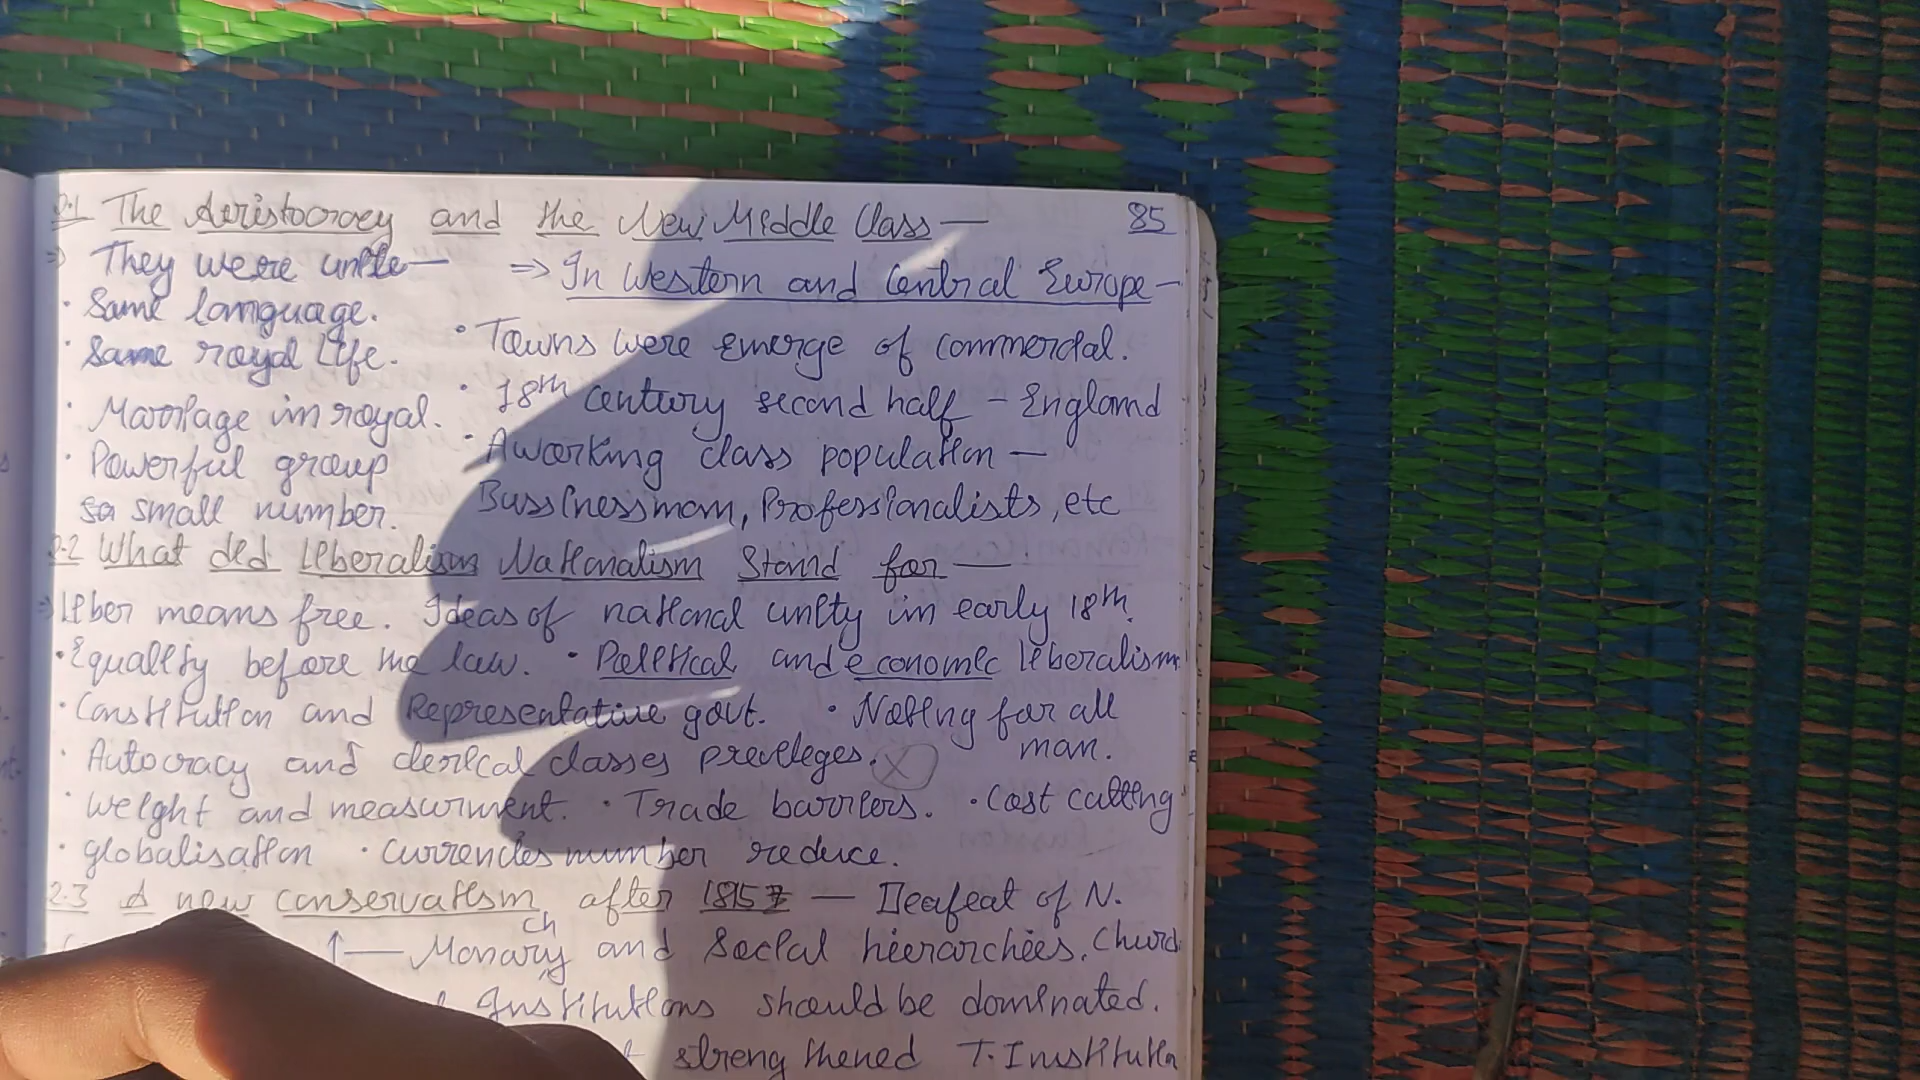 2.1 The Aristocracy and the New Middle Class — 85
⇒ They were unite — ⇒ In Western and Central Europe —
· Same language.
· Same royal life. · Towns were emerge of commercial.
· Marriage in royal. · 18th century second half – England
· Powerful group · A working class population —
so small number. Bussinessman, Professionalists, etc
2.2 What did liberalism Nationalism Stand for —
⇒ liber means free. Ideas of national unity in early 18th.
· Equality before the law. · Political and economic liberalism
· Constitution and Representative govt. · Noting for all
man.
· Autocracy and clerical classes previleges. X
· Weight and measurment. · Trade barriers. · Cost cutting
· globalisation · Currencies number reduce.
2.3 A new conservatism after 1815 — Deafeat of N.
↑ — Monarchy and Social hierarchies. Church
Institutions should be dominated.
strengthened T. Institution